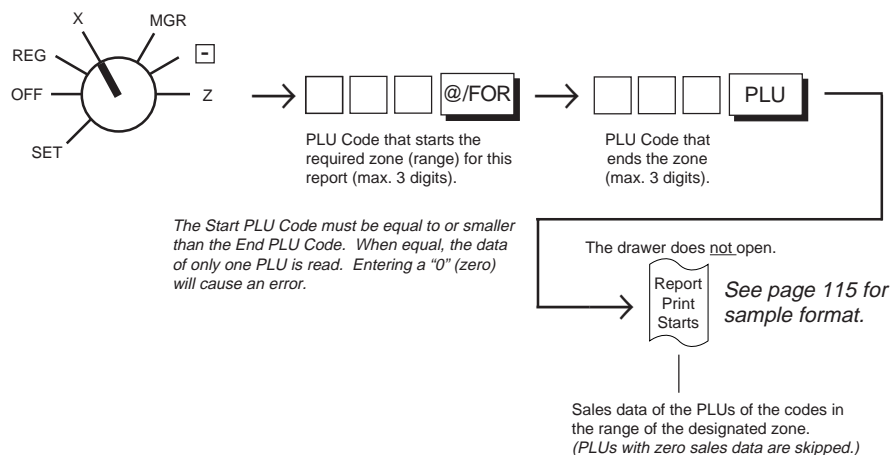 X
MGR
REG
-
OFF
Z
SET
@/FOR
PLU
PLU Code that starts the
required zone (range) for this
report (max. 3 digits).
PLU Code that
ends the zone
(max. 3 digits).
The Start PLU Code must be equal to or smaller
than the End PLU Code. When equal, the data
of only one PLU is read. Entering a “0” (zero)
will cause an error.
The drawer does not open.
Report
Print
Starts
See page 115 for
sample format.
Sales data of the PLUs of the codes in
the range of the designated zone.
(PLUs with zero sales data are skipped.)